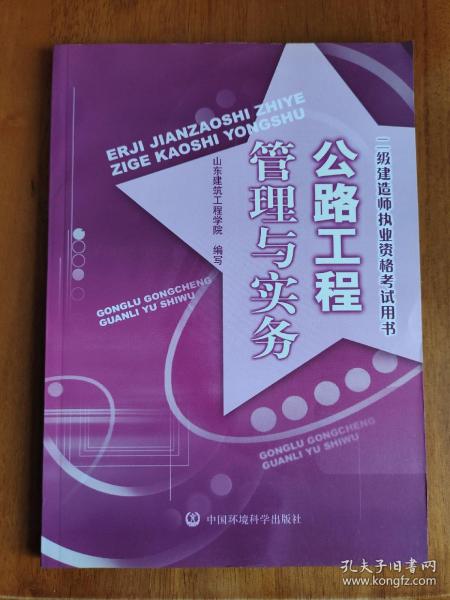 ERJI JIANZAOSHI ZHIYE
ZIGE KAOSHI YONGSHU
二级建造师执业资格考试用书
公路工程
管理与实务
山东建筑工程学院 编写
GONGLU GONGCHENG
GUANLI YU SHIWU
GONGLU GONGCHENG
GUANLI YU SHIWU
中国环境科学出版社
孔夫子旧书网
www.kongfz.com